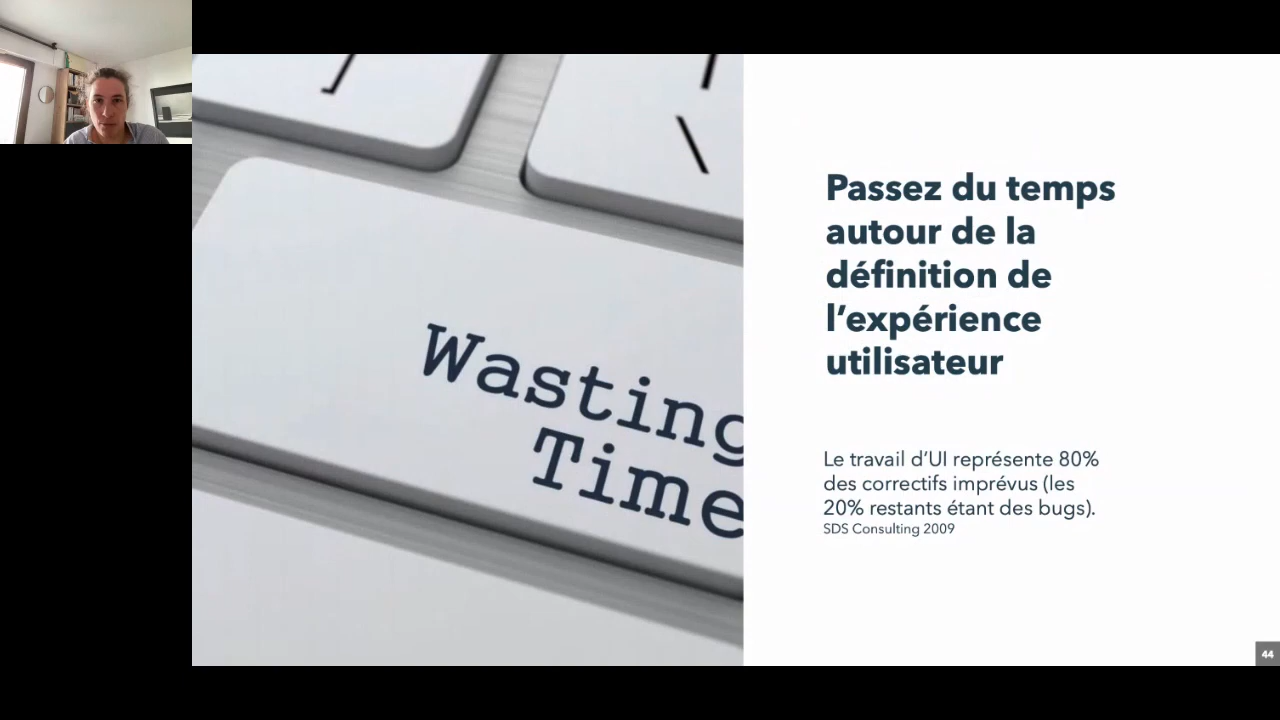 ]
\
Wasting
Time
Passez du temps
autour de la
définition de
l’expérience
utilisateur
Le travail d’UI représente 80%
des correctifs imprévus (les
20% restants étant des bugs).
SDS Consulting 2009
44